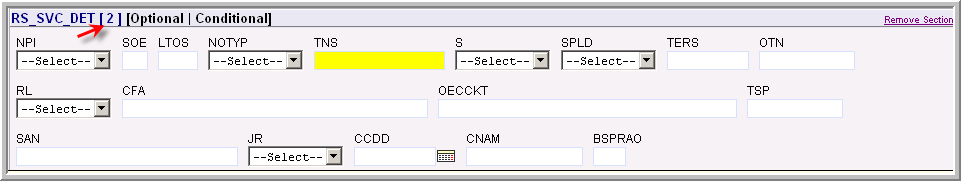 RS_SVC_DET [ 2 ] [Optional | Conditional] Remove Section
NPI SOE LTOS NOTYP TNS S SPLD TERS OTN
--Select-- --Select-- --Select-- --Select--
RL CFA OECCKT TSP
--Select--
SAN JR CCDD CNAM BSPRAO
--Select--